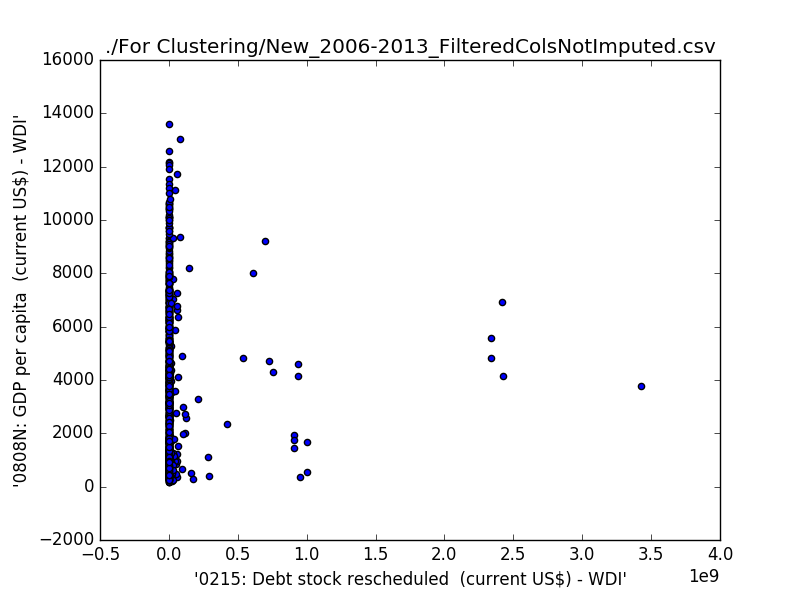 ./For Clustering/New_2006-2013_FilteredColsNotImputed.csv
16000
14000
12000
10000
8000
6000
4000
2000
0
−2000
'0808N: GDP per capita  (current US$) - WDI'
−0.5 0.0 0.5 1.0 1.5 2.0 2.5 3.0 3.5 4.0
1e9
'0215: Debt stock rescheduled  (current US$) - WDI'